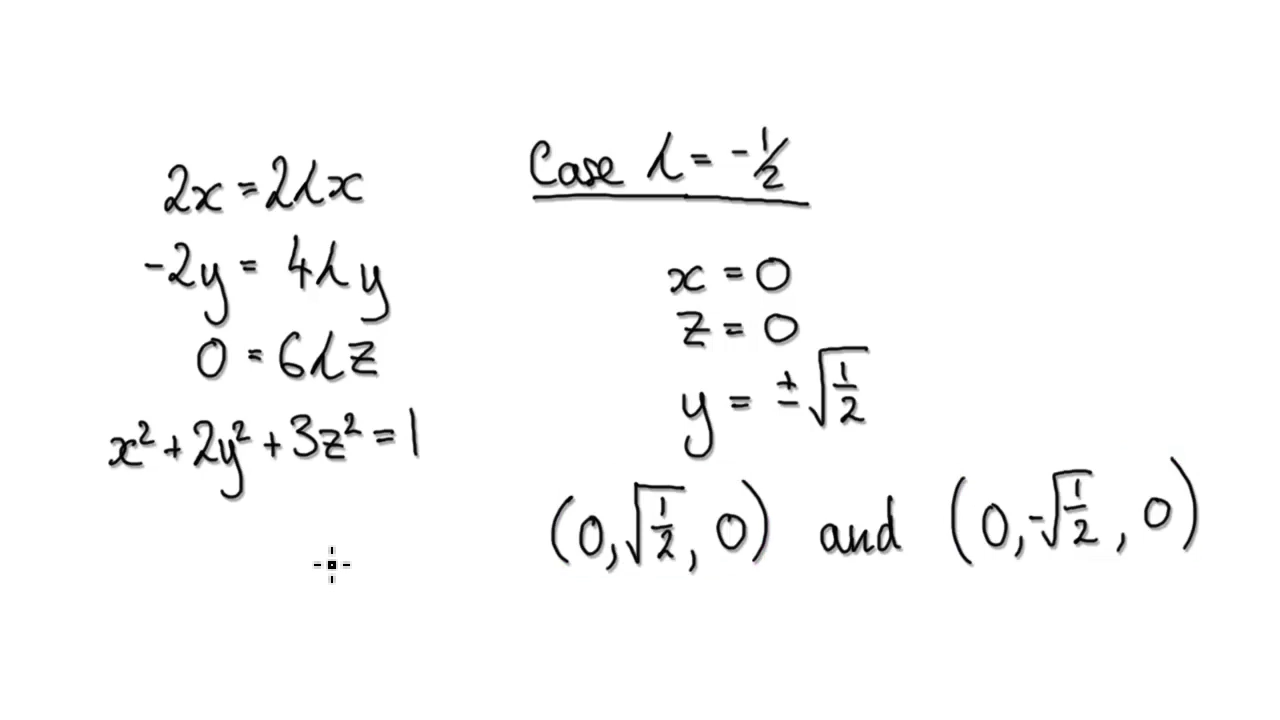 2x = 2λx
-2y = 4λy
0 = 6λz
x² + 2y² + 3z² = 1
Case λ = -1/2
x = 0
z = 0
y = ±√(1/2)
(0, √(1/2), 0) and (0, -√(1/2), 0)